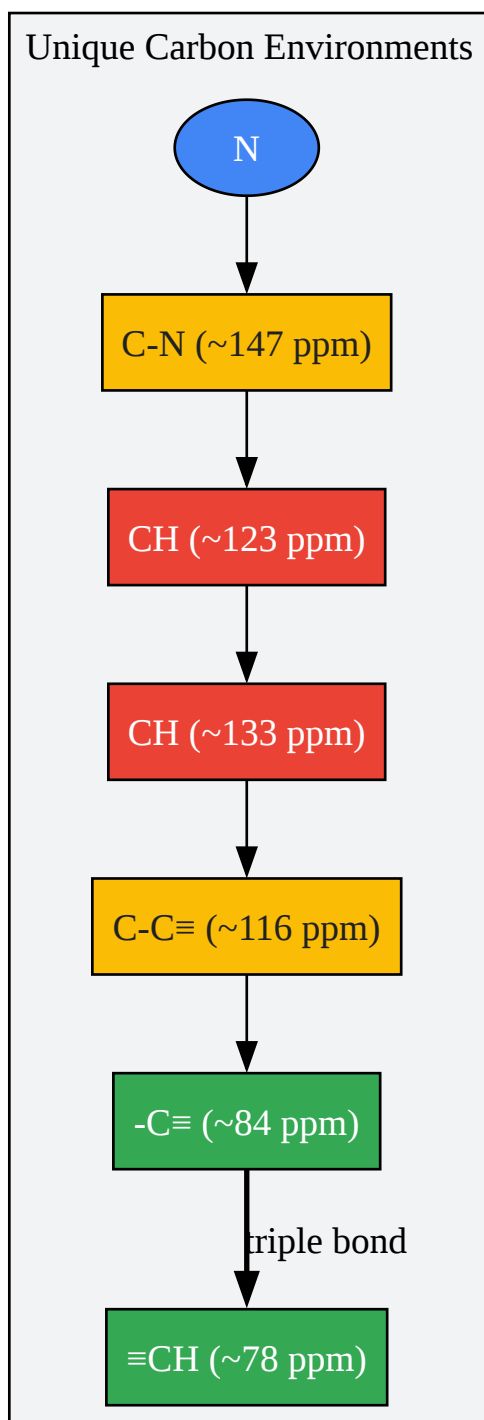 Unique Carbon Environments
N
C-N (~147 ppm)
CH (~123 ppm)
CH (~133 ppm)
C-C≡ (~116 ppm)
-C≡ (~84 ppm)
triple bond
≡CH (~78 ppm)